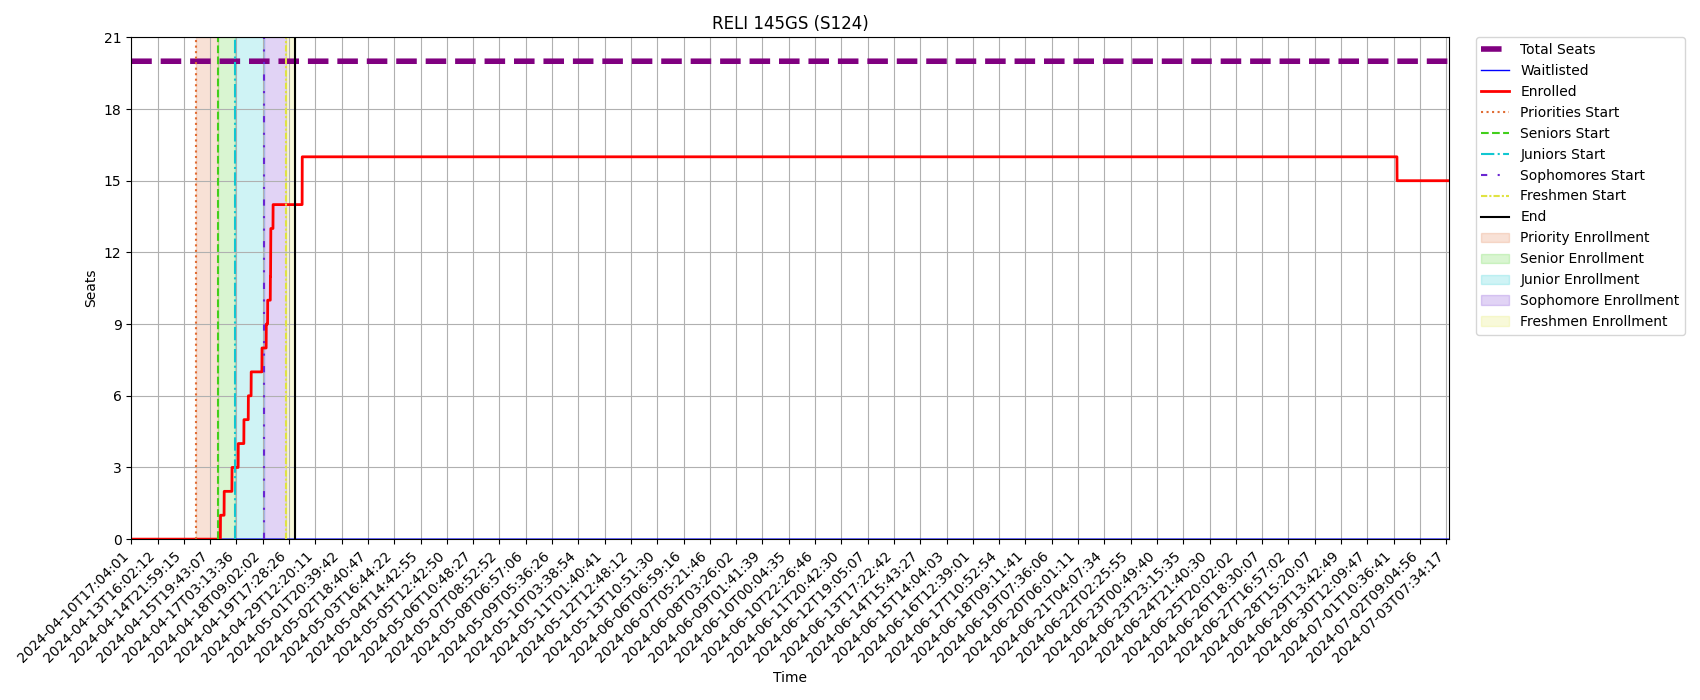 RELI 145GS (S124)
21
18
15
12
9
6
3
0
Seats
2024-04-10T17:04:01
2024-04-13T16:02:12
2024-04-14T21:59:15
2024-04-15T19:43:07
2024-04-17T03:13:36
2024-04-18T09:02:02
2024-04-19T17:28:26
2024-04-29T12:20:11
2024-05-01T20:39:42
2024-05-02T18:40:47
2024-05-03T16:44:22
2024-05-04T14:42:55
2024-05-05T12:42:50
2024-05-06T10:48:27
2024-05-07T08:52:52
2024-05-08T06:57:06
2024-05-09T05:36:26
2024-05-10T03:38:54
2024-05-11T01:40:41
2024-05-12T12:48:12
2024-05-13T10:51:30
2024-06-06T06:59:16
2024-06-07T05:21:46
2024-06-08T03:26:02
2024-06-09T01:41:39
2024-06-10T00:04:35
2024-06-10T22:26:46
2024-06-11T20:42:30
2024-06-12T19:05:07
2024-06-13T17:22:42
2024-06-14T15:43:27
2024-06-15T14:04:03
2024-06-16T12:39:01
2024-06-17T10:52:54
2024-06-18T09:11:41
2024-06-19T07:36:06
2024-06-20T06:01:11
2024-06-21T04:07:34
2024-06-22T02:25:55
2024-06-23T00:49:40
2024-06-23T23:15:35
2024-06-24T21:40:30
2024-06-25T20:02:02
2024-06-26T18:30:07
2024-06-27T16:57:02
2024-06-28T15:20:07
2024-06-29T13:42:49
2024-06-30T12:09:47
2024-07-01T10:36:41
2024-07-02T09:04:56
2024-07-03T07:34:17
Time
Total Seats
Waitlisted
Enrolled
Priorities Start
Seniors Start
Juniors Start
Sophomores Start
Freshmen Start
End
Priority Enrollment
Senior Enrollment
Junior Enrollment
Sophomore Enrollment
Freshmen Enrollment